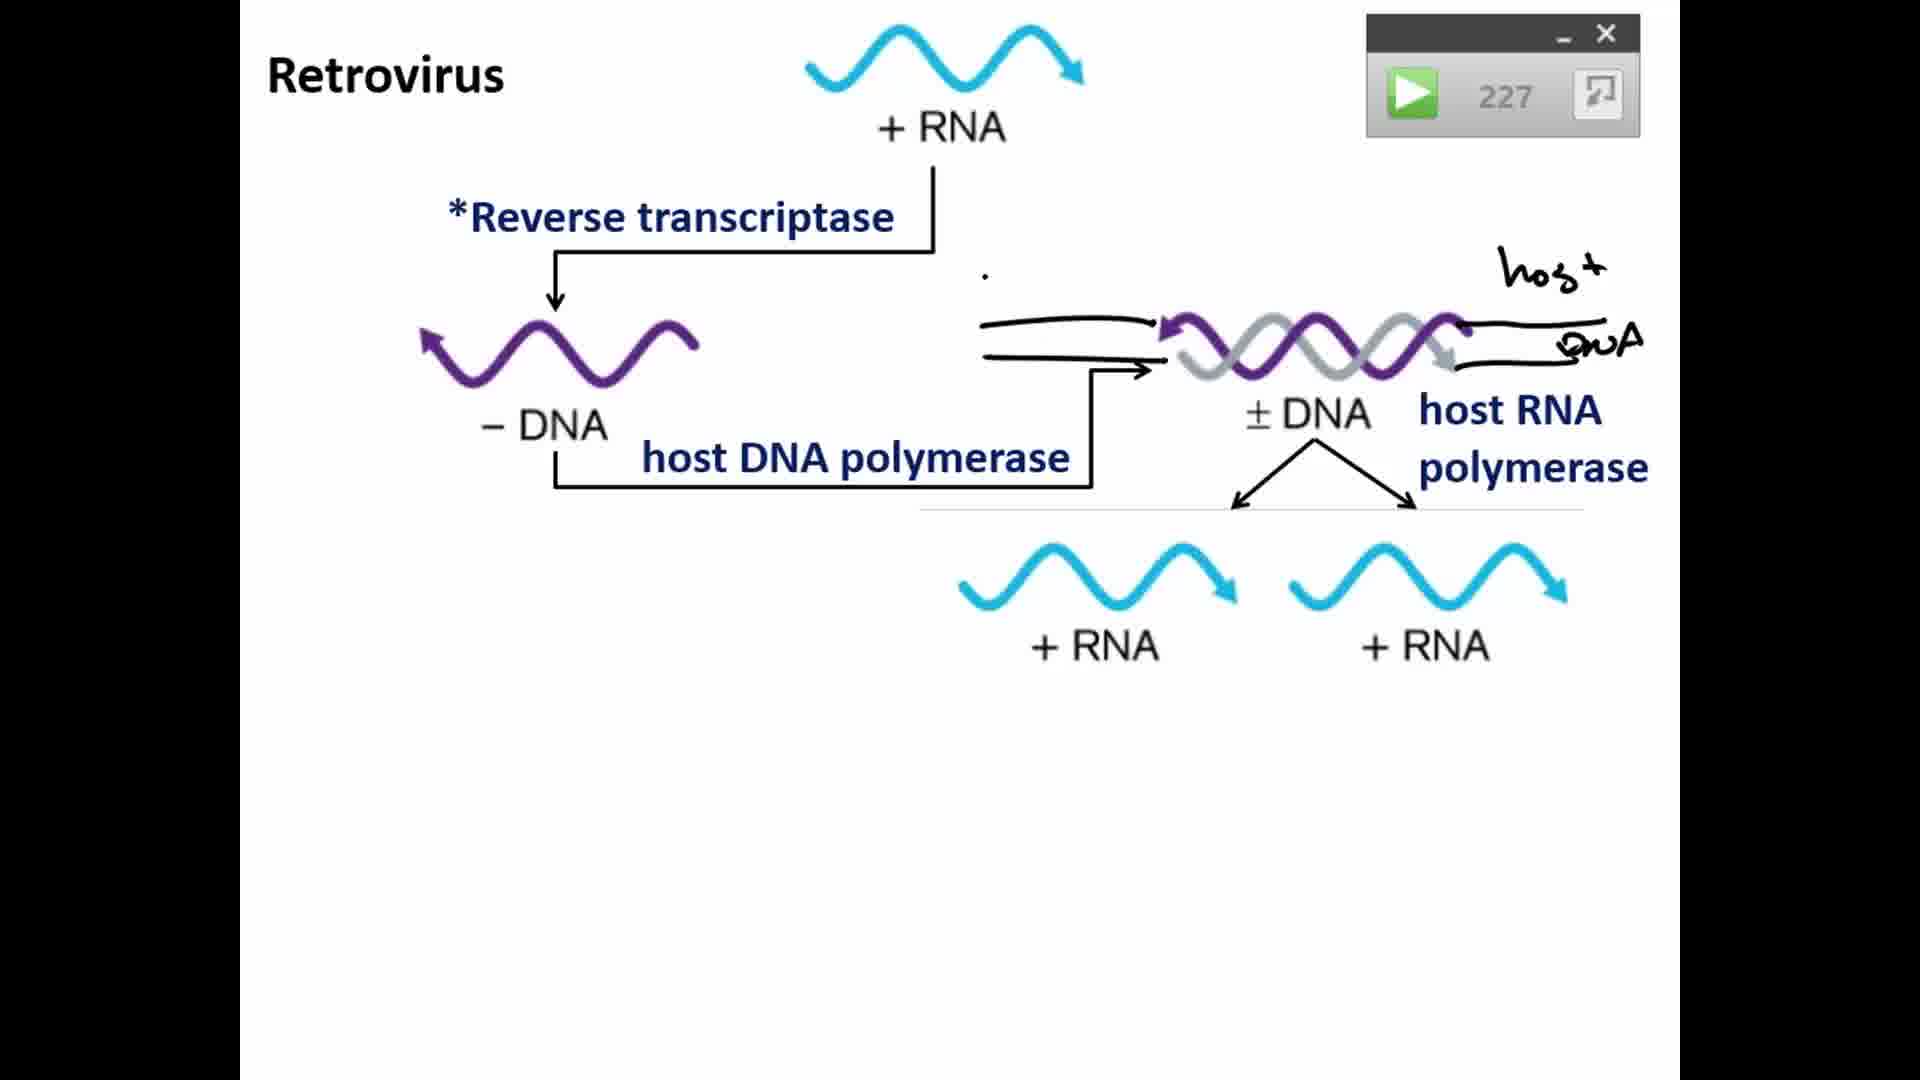 Retrovirus
+ RNA
227
*Reverse transcriptase
host
DNA
− DNA
± DNA
host RNA
polymerase
host DNA polymerase
+ RNA
+ RNA